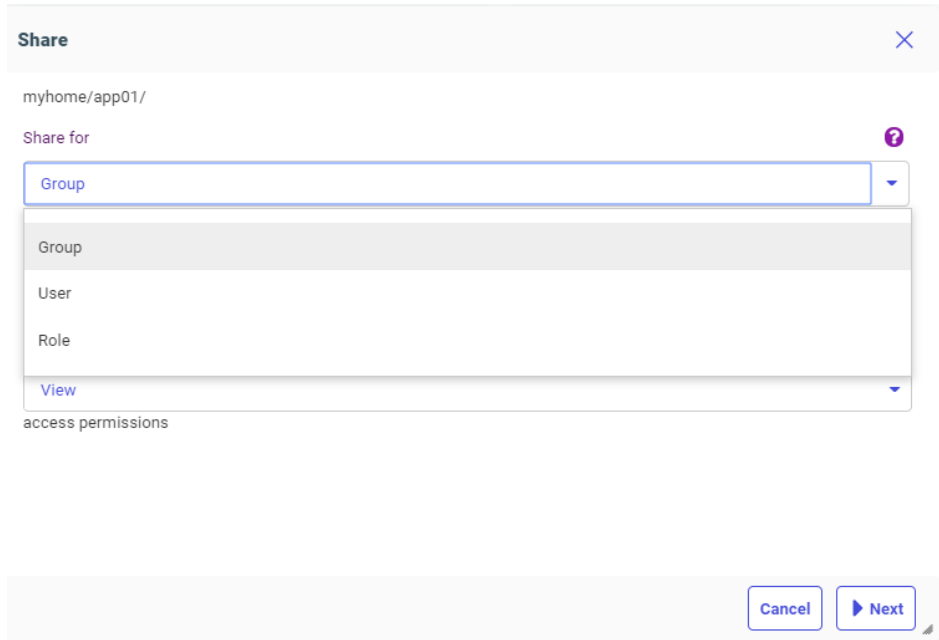 Share
myhome/app01/
Share for
?
Group
Group
User
Role
View
access permissions
Cancel
Next